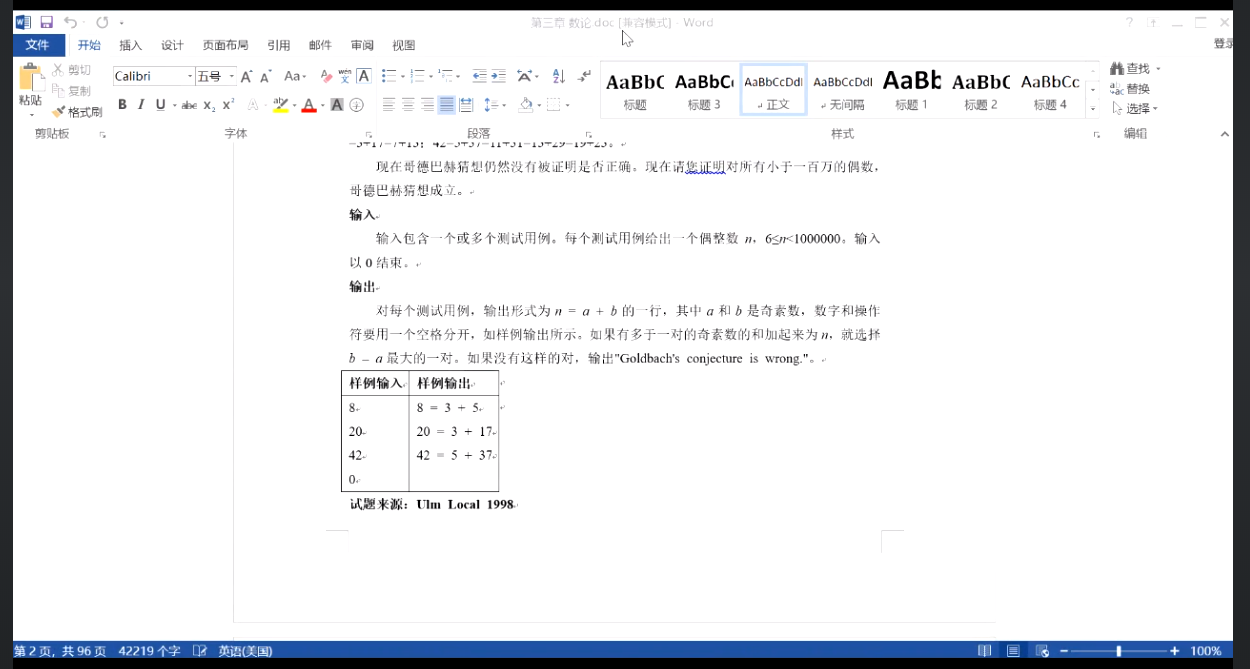 第三章 数论.doc [兼容模式] - Word
文件 开始 插入 设计 页面布局 引用 邮件 审阅 视图 登录
粘贴 剪切 复制 格式刷
Calibri 五号
AaBbC AaBbC AaBbCcDdI AaBbCcDdI AaBb AaBbC AaBbCc
标题 标题 3 正文 无间隔 标题 1 标题 2 标题 4
查找 替换 选择
剪贴板 字体 段落 样式 编辑
=3+17=7+13；42=5+37=11+31=13+29=19+23。
现在哥德巴赫猜想仍然没有被证明是否正确。现在请您证明对所有小于一百万的偶数，
哥德巴赫猜想成立。
输入
输入包含一个或多个测试用例。每个测试用例给出一个偶整数 n，6≤n<1000000。输入
以 0 结束。
输出
对每个测试用例，输出形式为 n = a + b 的一行，其中 a 和 b 是奇素数，数字和操作
符要用一个空格分开，如样例输出所示。如果有多于一对的奇素数的和加起来为 n，就选择
b – a 最大的一对。如果没有这样的对，输出"Goldbach's conjecture is wrong."。
样例输入 样例输出
8 8 = 3 + 5
20 20 = 3 + 17
42 42 = 5 + 37
0
试题来源：Ulm Local 1998
第 2 页，共 96 页 42219 个字 英语(美国) 100%